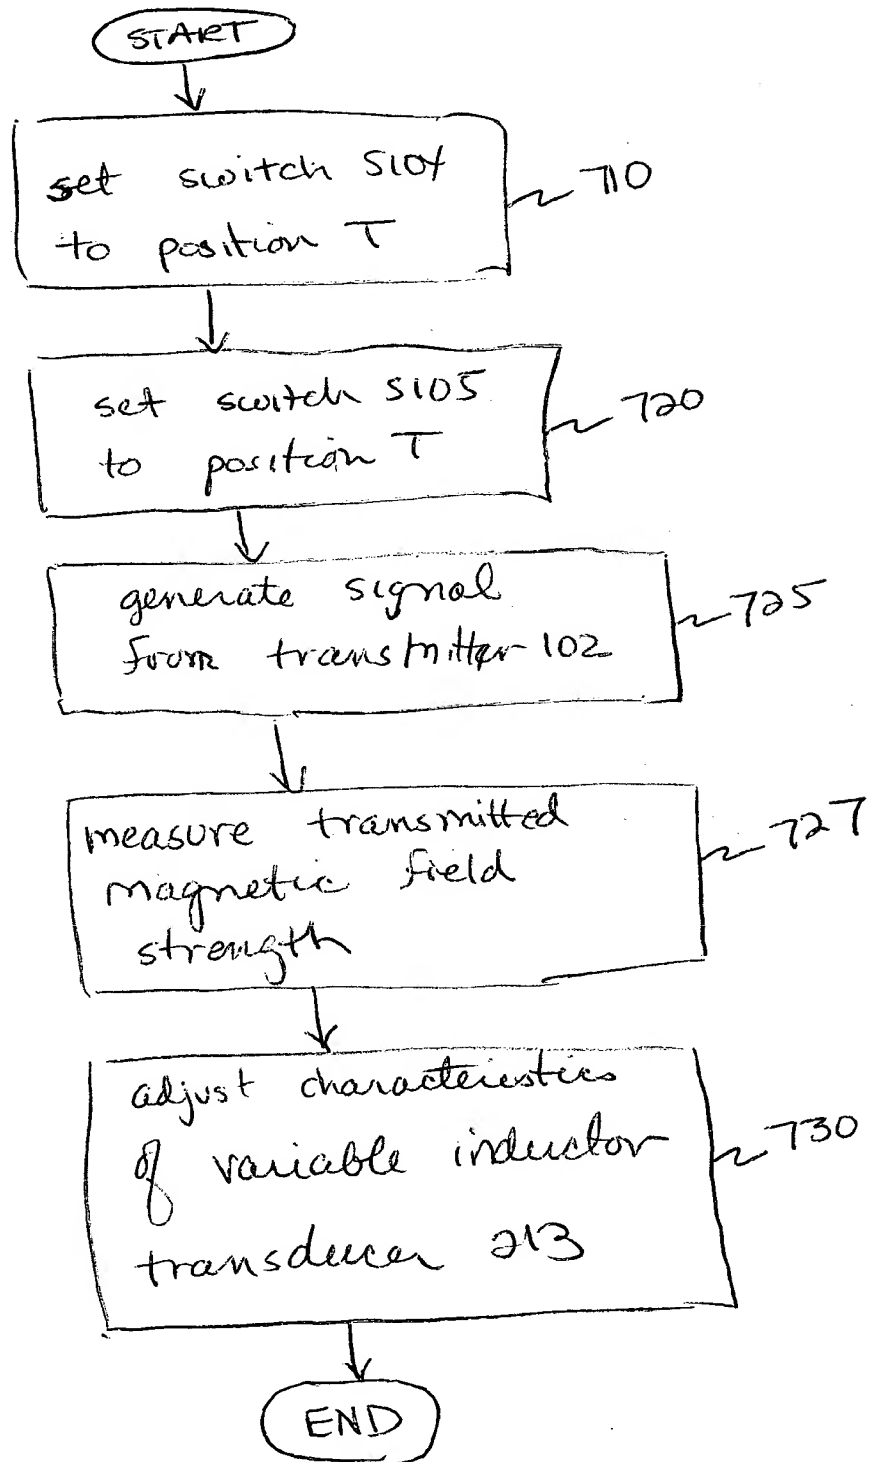 START
set switch S104
to position T
710
set switch S105
to position T
720
generate signal
from transmitter 102
725
measure transmitted
magnetic field
strength
727
adjust characteristics
of variable inductor
transducer 213
730
END